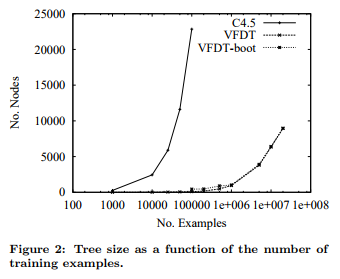 25000
20000
15000
10000
5000
0
No. Nodes
C4.5
VFDT
VFDT-boot
100 1000 10000 100000 1e+006 1e+07 1e+008
No. Examples
Figure 2: Tree size as a function of the number of
training examples.